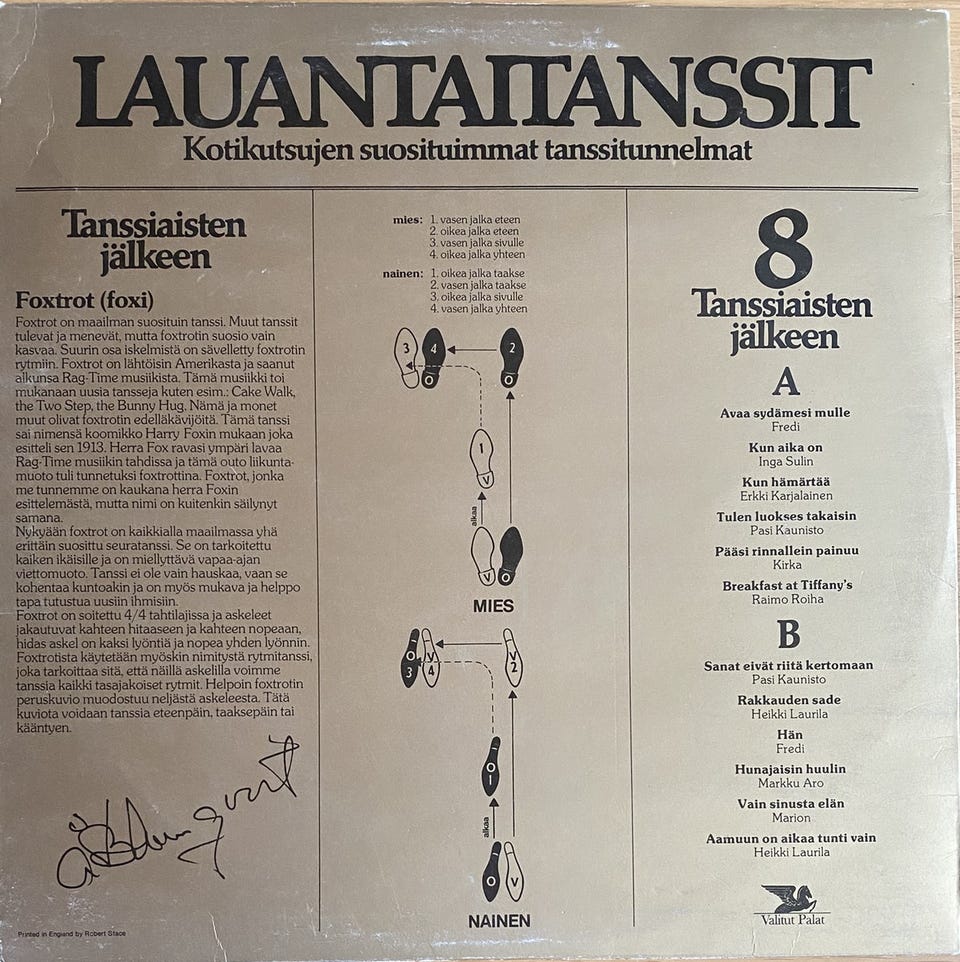 LAUANTAITANSSIT
Kotikutsujen suosituimmat tanssitunnelmat
Tanssiaisten
jälkeen
Foxtrot (foxi)
Foxtrot on maailman suosituin tanssi. Muut tanssit
tulevat ja menevät, mutta foxtrotin suosio vain
kasvaa. Suurin osa iskelmistä on sävelletty foxtrotin
rytmiin. Foxtrot on lähtöisin Amerikasta ja saanut
alkunsa Rag-Time musiikista. Tämä musiikki toi
mukanaan uusia tansseja kuten esim.: Cake Walk,
the Two Step, the Bunny Hug. Nämä ja monet
muut olivat foxtrotin edelläkävijöitä. Tämä tanssi
sai nimensä koomikko Harry Foxin mukaan joka
esitteli sen 1913. Herra Fox ravasi ympäri lavaa
Rag-Time musiikin tahdissa ja tämä outo liikunta-
muoto tuli tunnetuksi foxtrottina. Foxtrot, jonka
me tunnemme on kaukana herra Foxin
esittelemästä, mutta nimi on kuitenkin säilynyt
samana.
Nykyään foxtrot on kaikkialla maailmassa yhä
erittäin suosittu seuratanssi. Se on tarkoitettu
kaiken ikäisille ja on miellyttävä vapaa-ajan
viettomuoto. Tanssi ei ole vain hauskaa, vaan se
kohentaa kuntoakin ja on myös mukava ja helppo
tapa tutustua uusiin ihmisiin.
Foxtrot on soitettu 4/4 tahtilajissa ja askeleet
jakautuvat kahteen hitaaseen ja kahteen nopeaan,
hidas askel on kaksi lyöntiä ja nopea yhden lyönnin.
Foxtrotista käytetään myöskin nimitystä rytmitanssi,
joka tarkoittaa sitä, että näillä askelilla voimme
tanssia kaikki tasajakoiset rytmit. Helpoin foxtrotin
peruskuvio muodostuu neljästä askeleesta. Tätä
kuviota voidaan tanssia eteenpäin, taaksepäin tai
kääntyen.
Printed in England by Robert Stace
mies: 1. vasen jalka eteen
2. oikea jalka eteen
3. vasen jalka sivulle
4. oikea jalka yhteen
nainen: 1. oikea jalka taakse
2. vasen jalka taakse
3. oikea jalka sivulle
4. vasen jalka yhteen
3 4 2
O O
1
V
alkaa
V O
MIES
O V V
3 4 2
O
1
alkaa
O V
NAINEN
8
Tanssiaisten
jälkeen
A
Avaa sydämesi mulle
Fredi
Kun aika on
Inga Sulin
Kun hämärtää
Erkki Karjalainen
Tulen luokses takaisin
Pasi Kaunisto
Pääsi rinnallein painuu
Kirka
Breakfast at Tiffany's
Raimo Roiha
B
Sanat eivät riitä kertomaan
Pasi Kaunisto
Rakkauden sade
Heikki Laurila
Hän
Fredi
Hunajaisin huulin
Markku Aro
Vain sinusta elän
Marion
Aamuun on aikaa tunti vain
Heikki Laurila
Valitut Palat